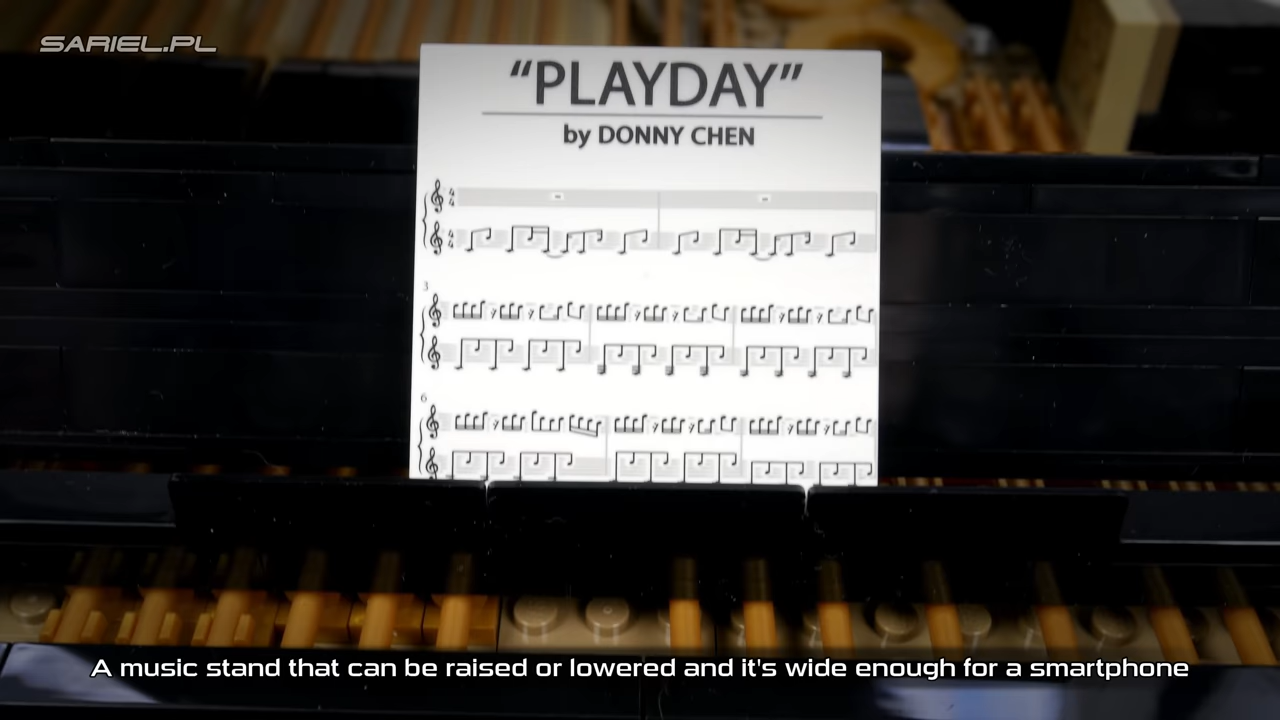 SARIEL.PL
“PLAYDAY”
by DONNY CHEN
3
6
A music stand that can be raised or lowered and it's wide enough for a smartphone